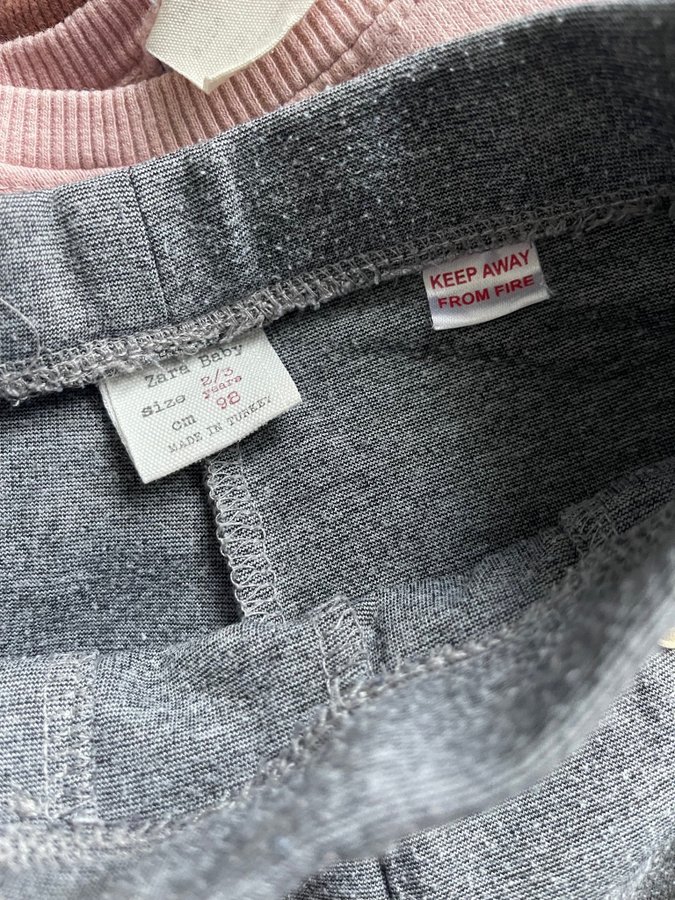 Zara Baby
size 2/3
years
cm 98
MADE IN TURKEY
KEEP AWAY
FROM FIRE